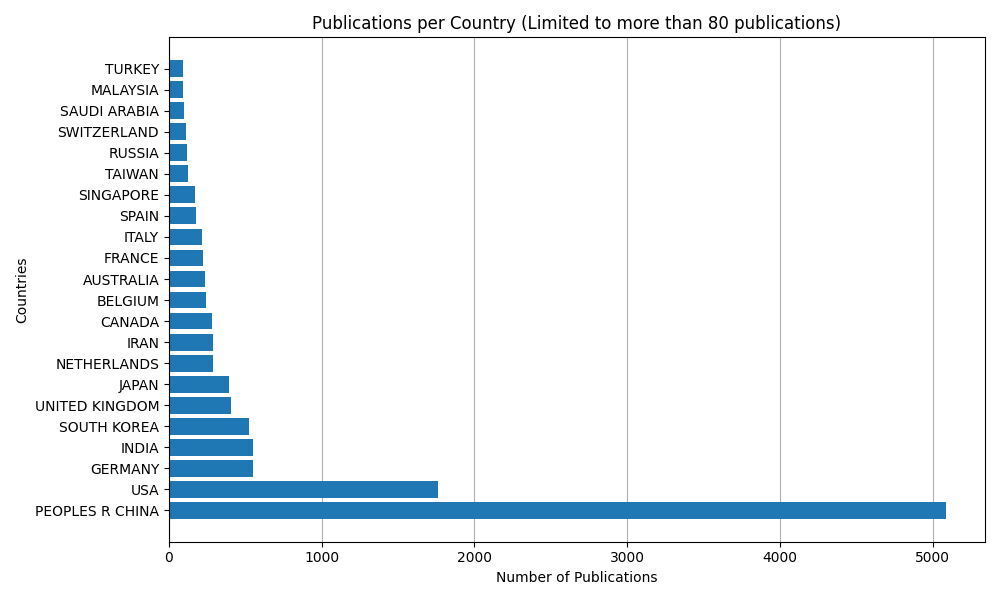 Publications per Country (Limited to more than 80 publications)
TURKEY
MALAYSIA
SAUDI ARABIA
SWITZERLAND
RUSSIA
TAIWAN
SINGAPORE
SPAIN
ITALY
FRANCE
AUSTRALIA
BELGIUM
CANADA
IRAN
NETHERLANDS
JAPAN
UNITED KINGDOM
SOUTH KOREA
INDIA
GERMANY
USA
PEOPLES R CHINA
Countries
0 1000 2000 3000 4000 5000
Number of Publications